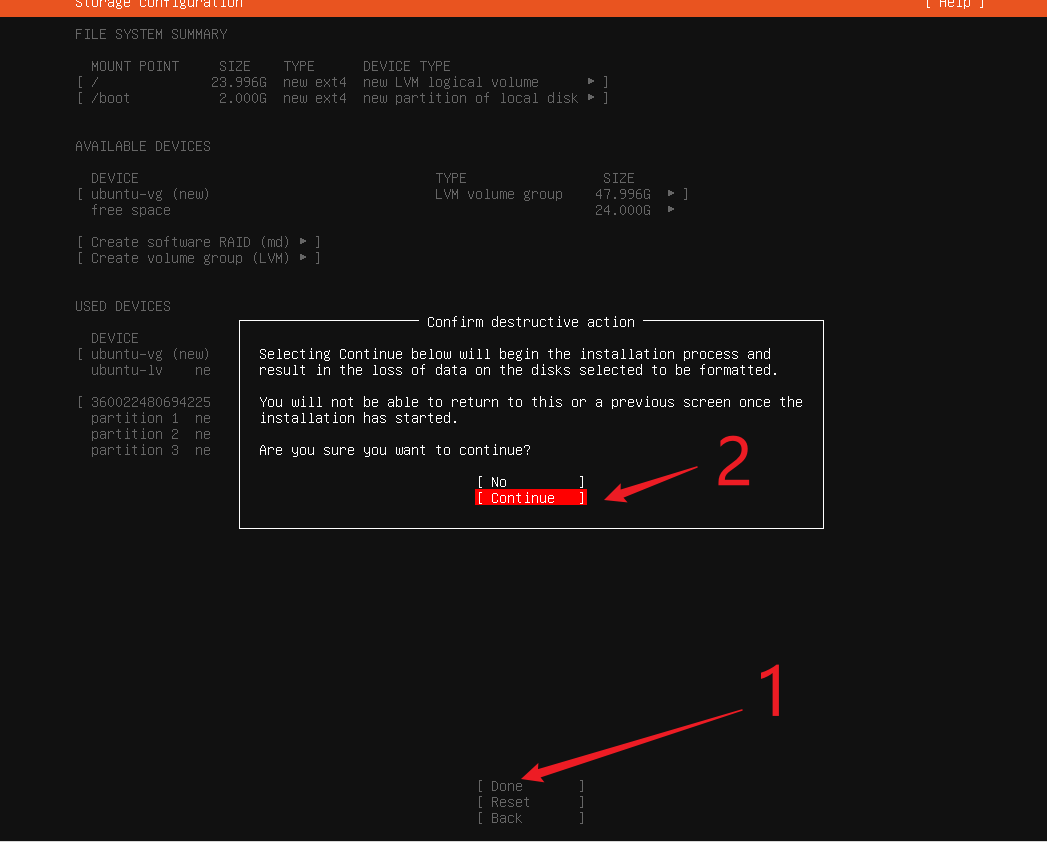 Storage configuration [ Help ]
FILE SYSTEM SUMMARY
MOUNT POINT SIZE TYPE DEVICE TYPE
[ / 23.996G new ext4 new LVM logical volume ▸ ]
[ /boot 2.000G new ext4 new partition of local disk ▸ ]
AVAILABLE DEVICES
DEVICE TYPE SIZE
[ ubuntu-vg (new) LVM volume group 47.996G ▸ ]
free space 24.000G ▸
[ Create software RAID (md) ▸ ]
[ Create volume group (LVM) ▸ ]
USED DEVICES
DEVICE
[ ubuntu-vg (new)
ubuntu-lv ne
[ 360022480694225
partition 1 ne
partition 2 ne
partition 3 ne
Confirm destructive action
Selecting Continue below will begin the installation process and
result in the loss of data on the disks selected to be formatted.
You will not be able to return to this or a previous screen once the
installation has started.
Are you sure you want to continue?
[ No ]
[ Continue ]
2
1
[ Done ]
[ Reset ]
[ Back ]